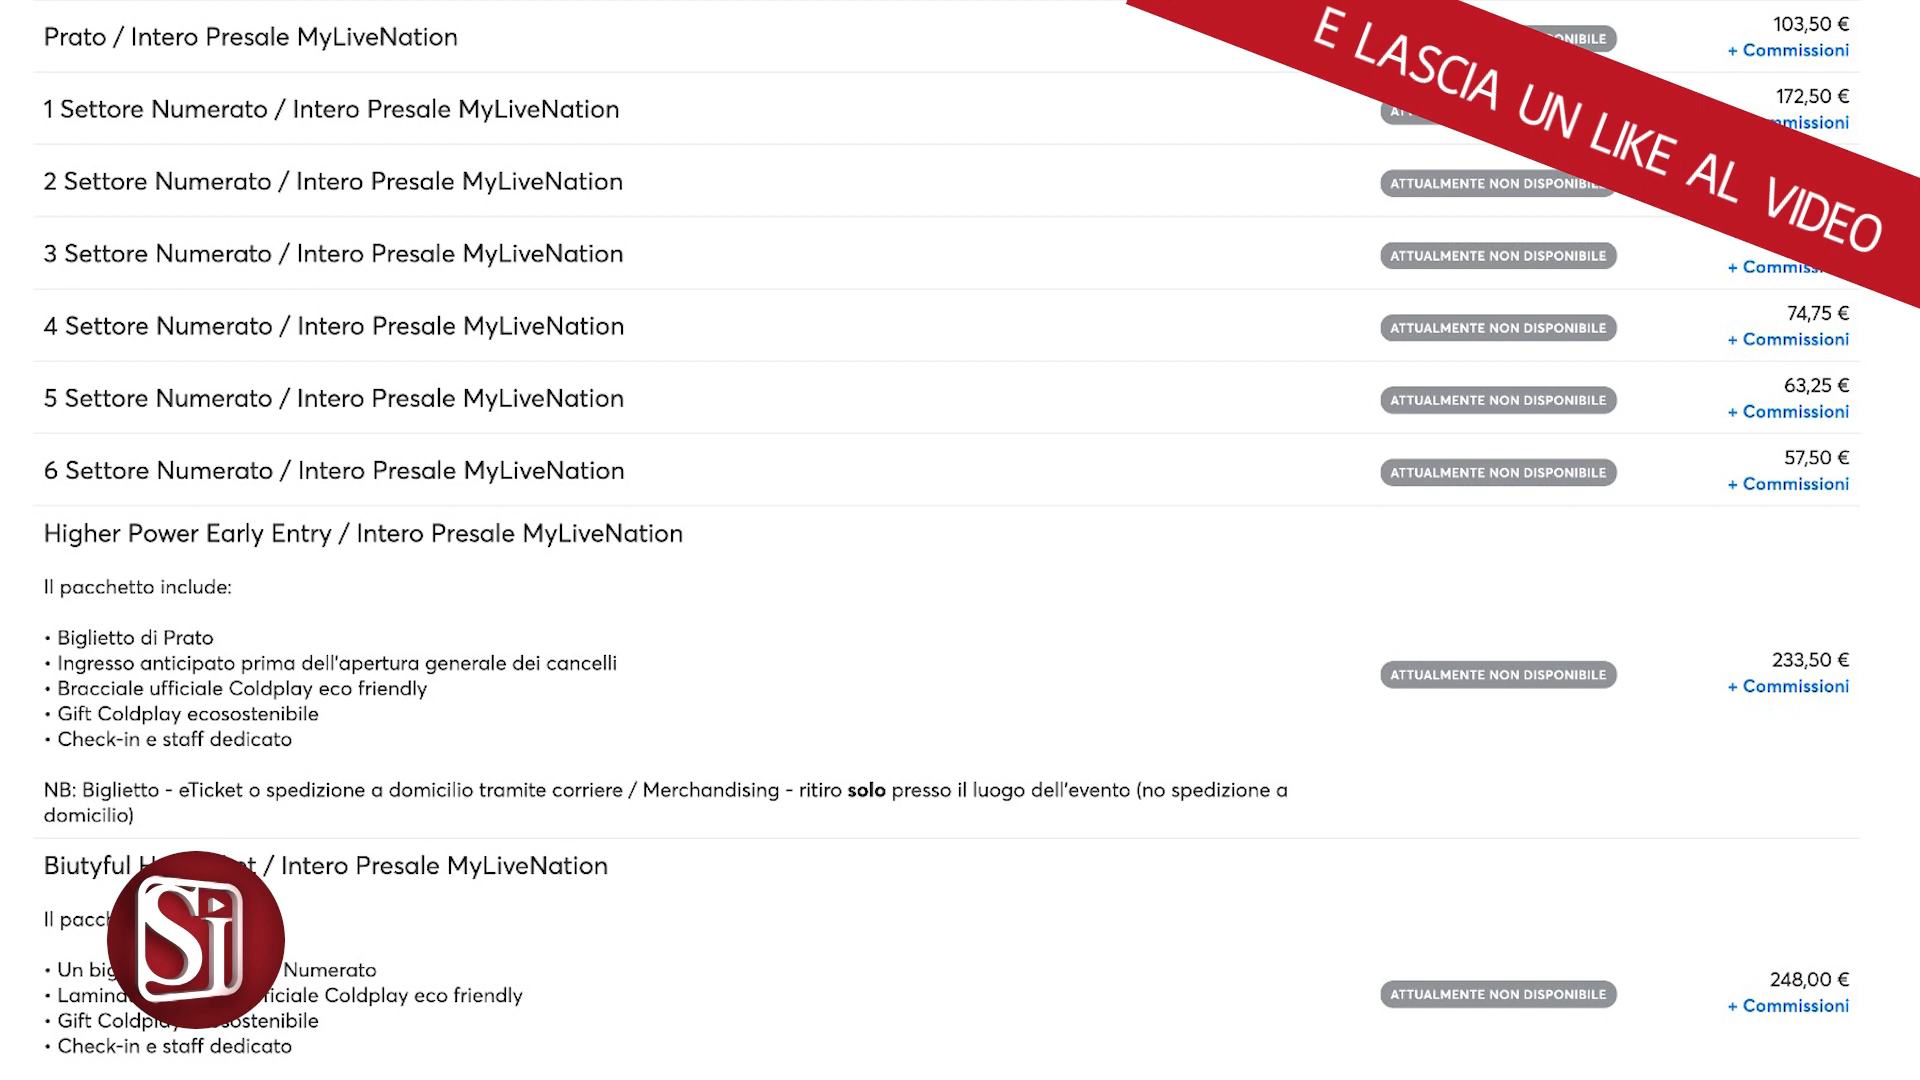 Prato / Intero Presale MyLiveNation
103,50 €
+ Commissioni
E LASCIA UN LIKE AL VIDEO
1 Settore Numerato / Intero Presale MyLiveNation
172,50 €
2 Settore Numerato / Intero Presale MyLiveNation
ATTUALMENTE NON
3 Settore Numerato / Intero Presale MyLiveNation
ATTUALMENTE NON DISPONIBILE
+
4 Settore Numerato / Intero Presale MyLiveNation
ATTUALMENTE NON DISPONIBILE
74,75 €
+ Commissioni
5 Settore Numerato / Intero Presale MyLiveNation
ATTUALMENTE NON DISPONIBILE
63,25 €
+ Commissioni
6 Settore Numerato / Intero Presale MyLiveNation
ATTUALMENTE NON DISPONIBILE
57,50 €
+ Commissioni
Higher Power Early Entry / Intero Presale MyLiveNation
Il pacchetto include:
• Biglietto di Prato
• Ingresso anticipato prima dell'apertura generale dei cancelli
• Bracciale ufficiale Coldplay eco friendly
• Gift Coldplay ecosostenibile
• Check-in e staff dedicato
ATTUALMENTE NON DISPONIBILE
233,50 €
+ Commissioni
NB: Biglietto - eTicket o spedizione a domicilio tramite corriere / Merchandising - ritiro solo presso il luogo dell'evento (no spedizione a
domicilio)
Biutyful / Intero Presale MyLiveNation
Il
• Un Numerato
• Coldplay eco friendly
• Gift
• Check-in e staff dedicato
Si
ATTUALMENTE NON DISPONIBILE
248,00 €
+ Commissioni